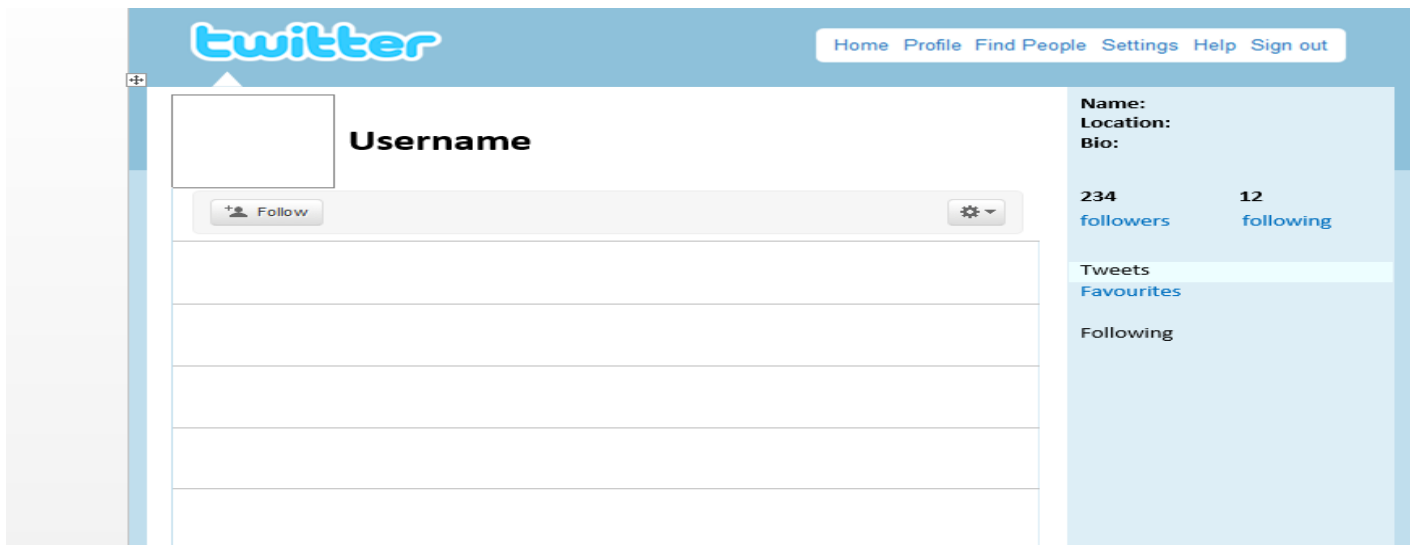 twitter
Home Profile Find People Settings Help Sign out
Username
Follow
Name:
Location:
Bio:
234 12
followers following
Tweets
Favourites
Following